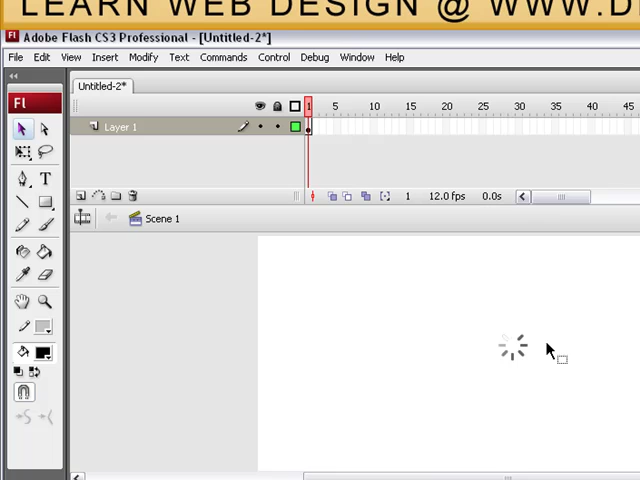 LEARN WEB DESIGN @ WWW.D
Fl Adobe Flash CS3 Professional - [Untitled-2*]
File Edit View Insert Modify Text Commands Control Debug Window Help
Untitled-2*
Fl
1 5 10 15 20 25 30 35 40 45
Layer 1
1 12.0 fps 0.0s
Scene 1